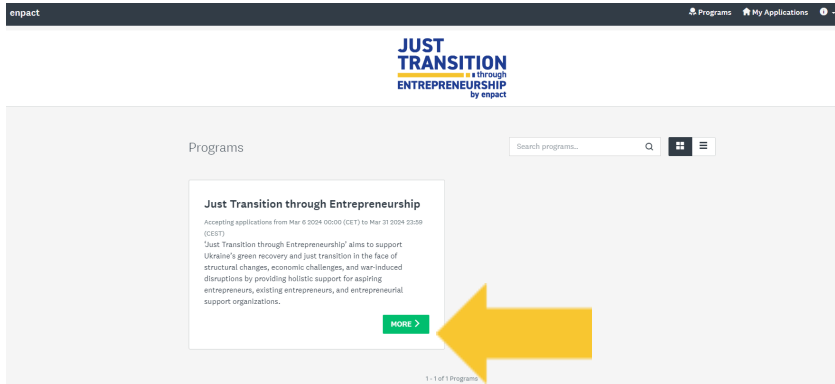 enpact
Programs My Applications
JUST
TRANSITION
through
ENTREPRENEURSHIP
by enpact
Programs
Search programs..
Just Transition through Entrepreneurship
Accepting applications from Mar 6 2024 00:00 (CET) to Mar 31 2024 23:59
(CEST)
'Just Transition through Entrepreneurship' aims to support
Ukraine's green recovery and just transition in the face of
structural changes, economic challenges, and war-induced
disruptions by providing holistic support for aspiring
entrepreneurs, existing entrepreneurs, and entrepreneurial
support organizations.
MORE >
1 - 1 of 1 Programs